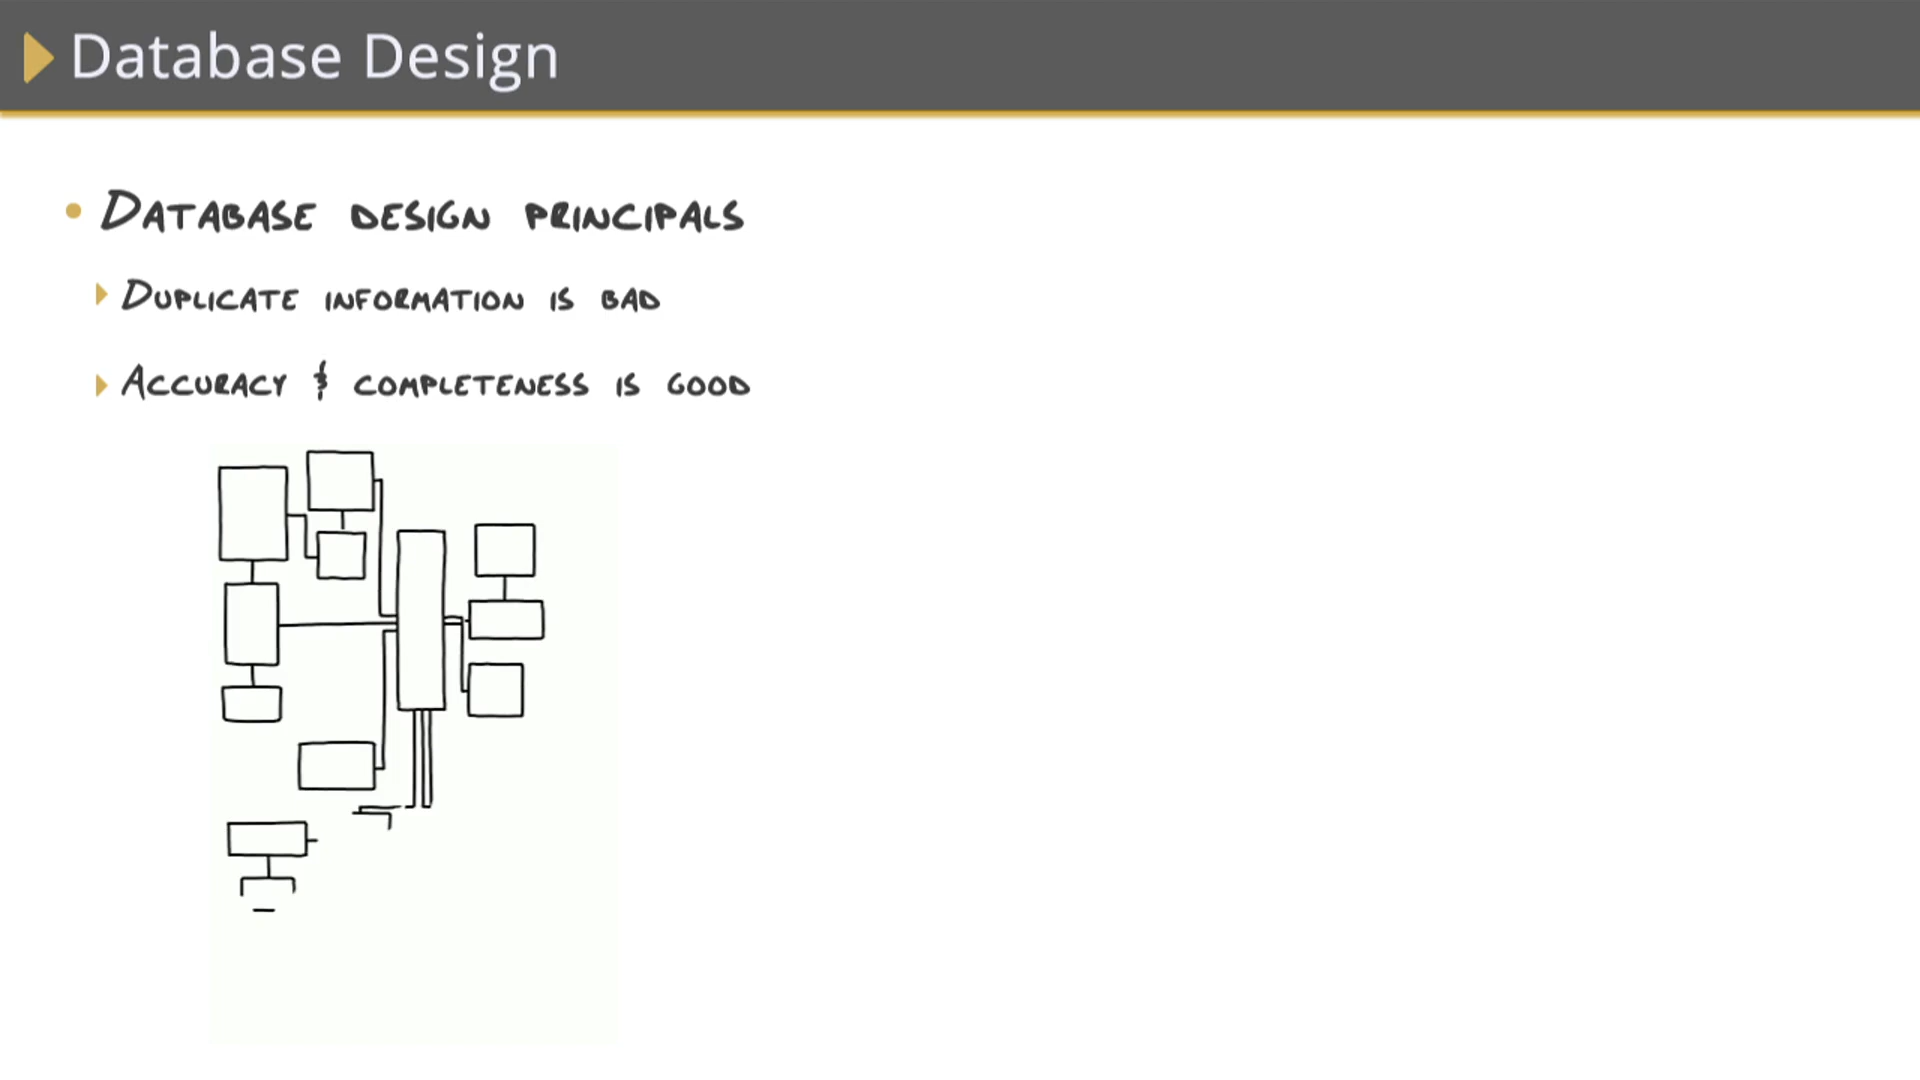 Database Design
DATABASE DESIGN PRINCIPALS
DUPLICATE INFORMATION IS BAD
ACCURACY & COMPLETENESS IS GOOD